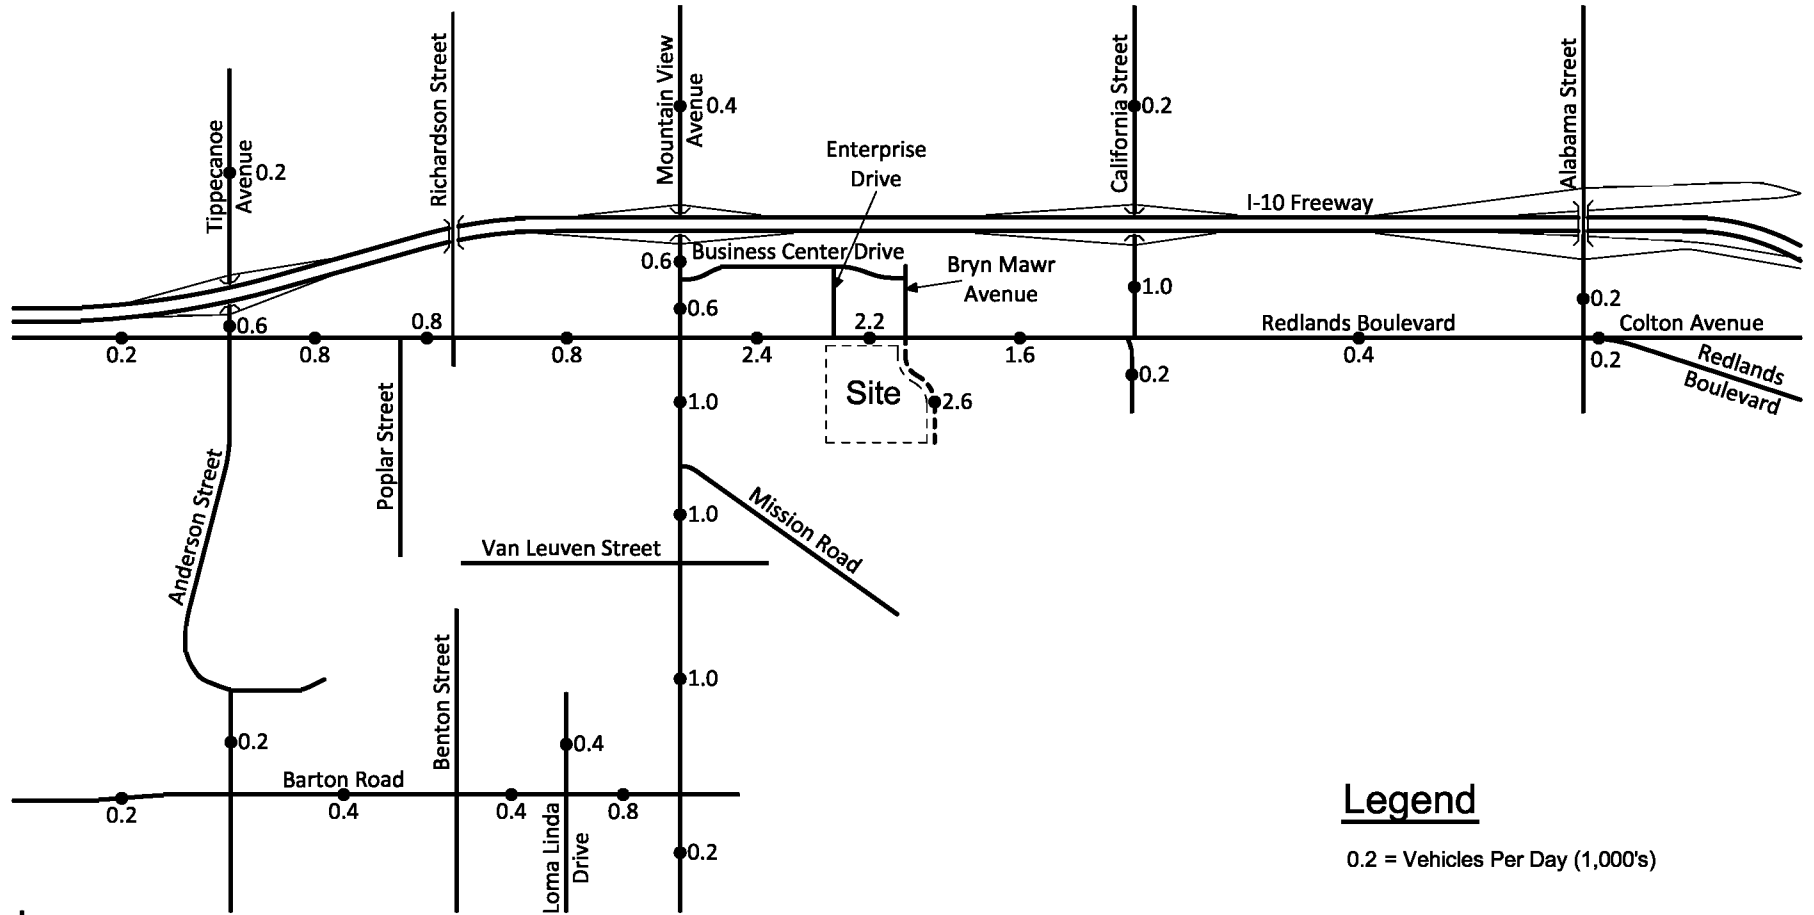 Tippecanoe
Avenue
0.2
Richardson Street
Mountain View
Avenue
0.4
Enterprise
Drive
California Street
0.2
Alabama Street
I-10 Freeway
Business Center Drive
0.6
Bryn Mawr
Avenue
0.6
1.0
0.2
0.6
0.8
2.2
Redlands Boulevard
Colton Avenue
0.2
0.8
0.8
2.4
1.6
0.4
0.2
Redlands
Boulevard
0.2
Site
2.6
1.0
Poplar Street
Anderson Street
1.0
Mission Road
Van Leuven Street
Benton Street
1.0
0.2
0.4
Barton Road
0.2
0.4
0.4
0.8
Loma Linda
Drive
0.2
Legend
0.2 = Vehicles Per Day (1,000's)